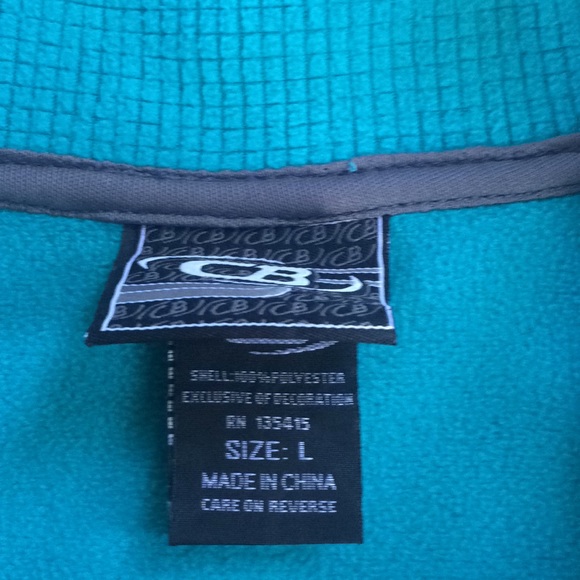 CB
SHELL:100%POLYESTER
EXCLUSIVE OF DECORATION
RN 135415
SIZE: L
MADE IN CHINA
CARE ON REVERSE